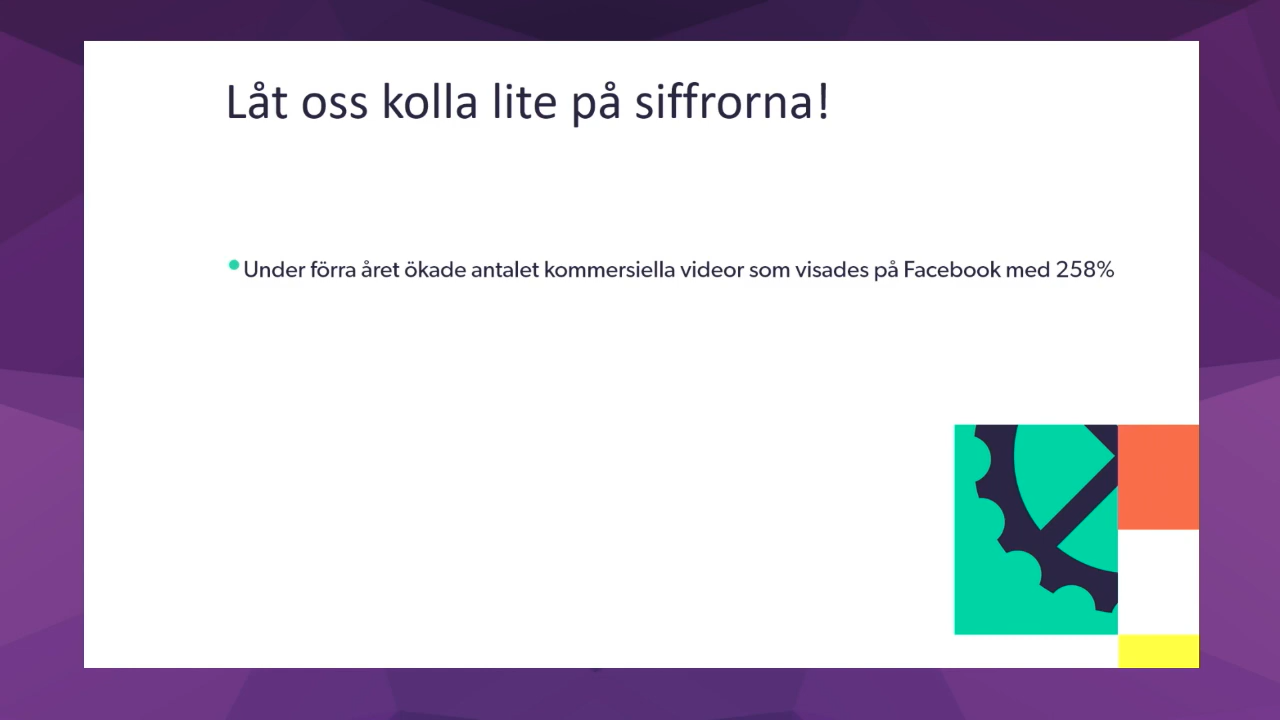 Låt oss kolla lite på siffrorna!
Under förra året ökade antalet kommersiella videor som visades på Facebook med 258%